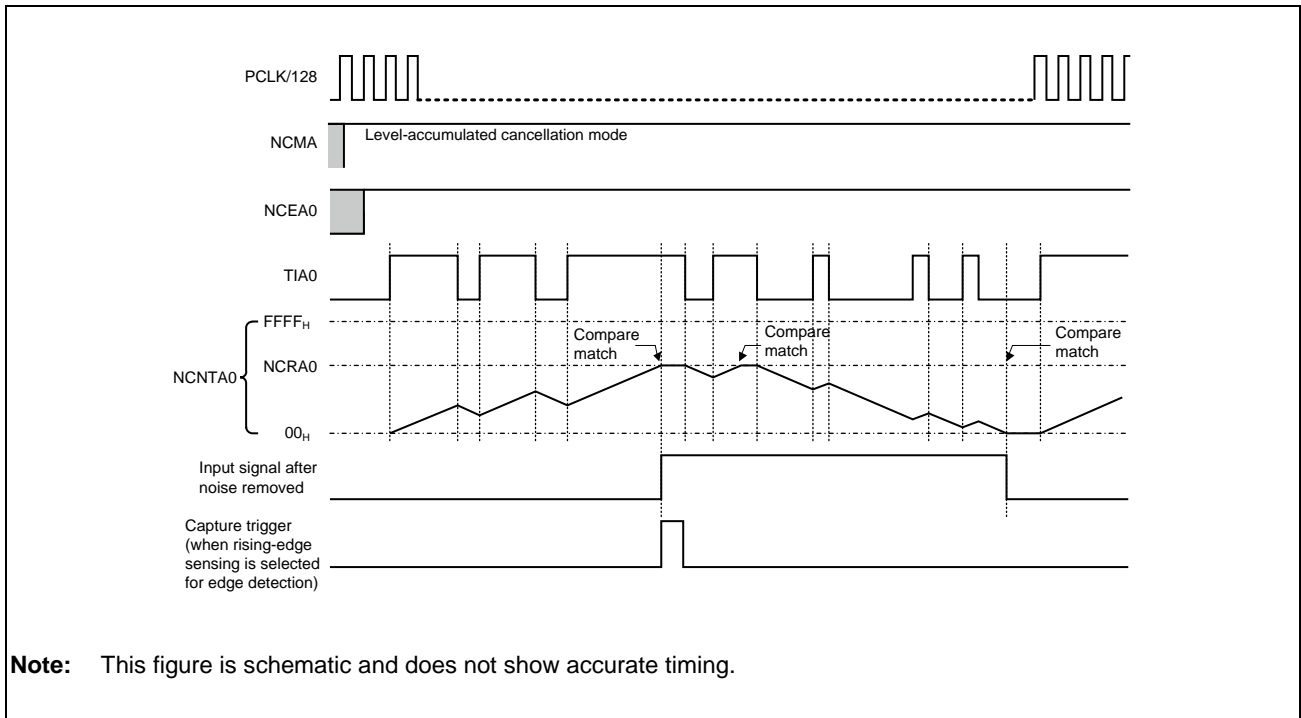 PCLK/128
NCMA
Level-accumulated cancellation mode
NCEA0
TIA0
FFFFH
NCNTA0
NCRA0
00H
Compare
match
Compare
match
Compare
match
Input signal after
noise removed
Capture trigger
(when rising-edge
sensing is selected
for edge detection)
Note: This figure is schematic and does not show accurate timing.